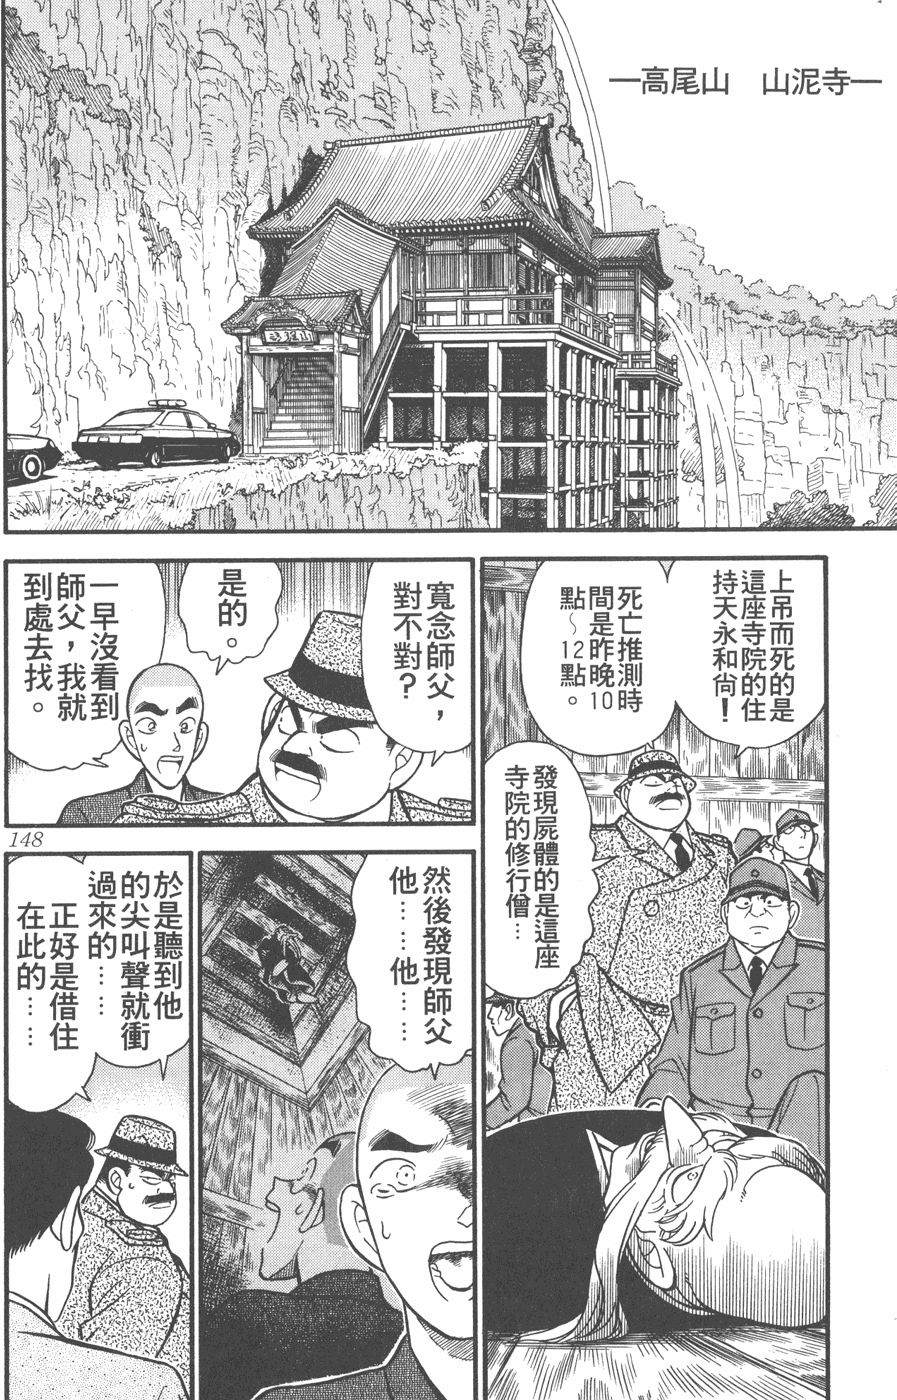 —高尾山　山泥寺—
上吊而死的是
這座寺院的住
持天永和尚！
死亡推測時
間是昨晚10
點～12點。
發現屍體的是這座
寺院的修行僧…
寬念師父，
對不對？
是的。
一早沒看到
師父，我就
到處去找。
148
然後發現師父
他………他……
於是聽到他
的尖叫聲就衝
過來的……
正好是借住
在此的……